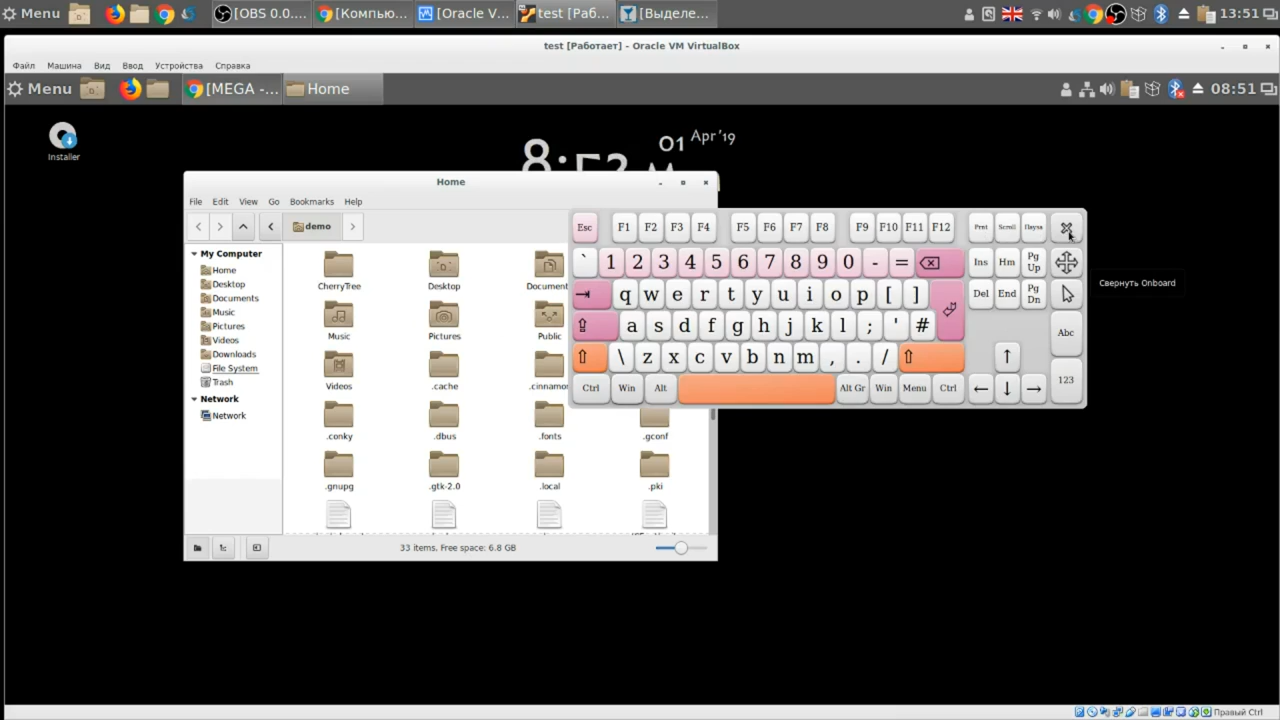 Menu [OBS 0.0.... [Компью... [Oracle V... test [Раб... [Выделе... 13:51
test [Работает] - Oracle VM VirtualBox
Файл Машина Вид Ввод Устройства Справка
Menu [MEGA -... Home 08:51
Installer
01 Apr'19
Home
File Edit View Go Bookmarks Help
demo
My Computer
Home
Desktop
Documents
Music
Pictures
Videos
Downloads
File System
Trash
Network
Network
CherryTree Desktop Document
Music Pictures Public
Videos .cache .cinnamon
.conky .dbus .fonts .gconf
.gnupg .gtk-2.0 .local .pki
33 items, Free space: 6.8 GB
Esc F1 F2 F3 F4 F5 F6 F7 F8 F9 F10 F11 F12 Prnt Scroll Пауза
` 1 2 3 4 5 6 7 8 9 0 - = Ins Hm Pg Up
q w e r t y u i o p [ ] Del End Pg Dn
a s d f g h j k l ; ' # Abc
\ z x c v b n m , . /
Ctrl Win Alt Alt Gr Win Menu Ctrl 123
Свернуть Onboard
Правый Ctrl